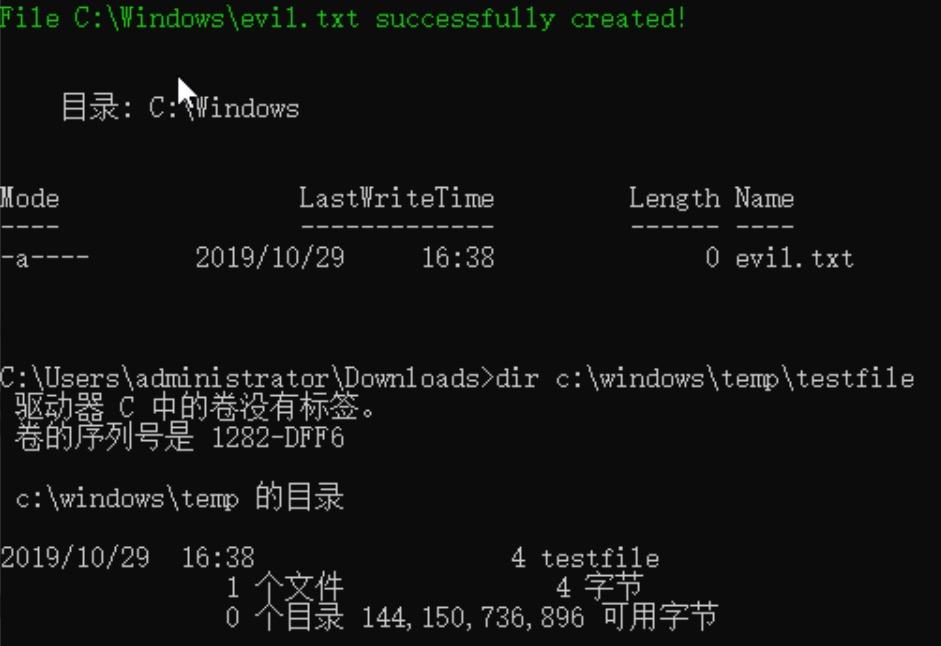 File C:\Windows\evil.txt successfully created!
目录: C:\Windows
Mode LastWriteTime Length Name
---- ------------- ------ ----
-a---- 2019/10/29 16:38 0 evil.txt
C:\Users\administrator\Downloads>dir c:\windows\temp\testfile
驱动器 C 中的卷没有标签。
卷的序列号是 1282-DFF6
c:\windows\temp 的目录
2019/10/29 16:38 4 testfile
1 个文件 4 字节
0 个目录 144,150,736,896 可用字节